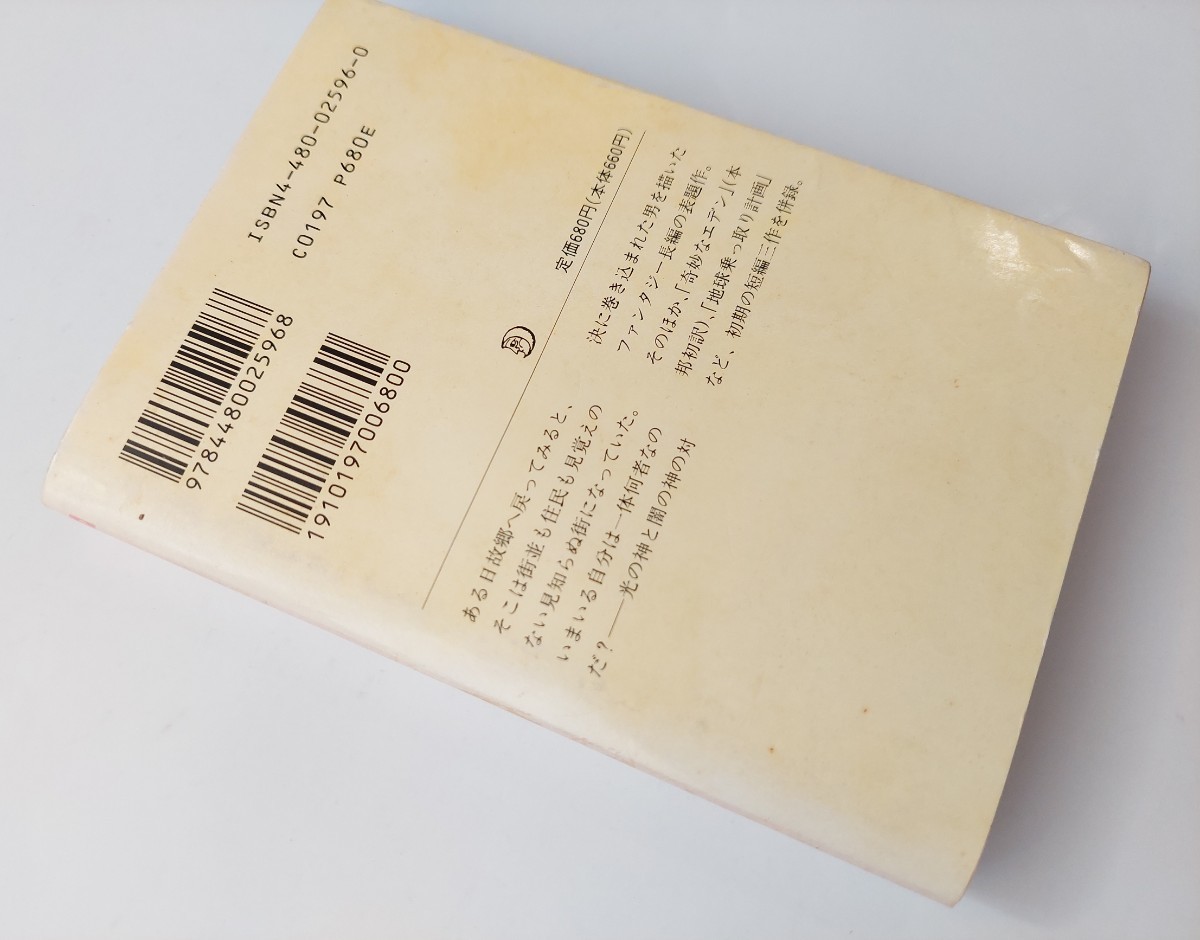 ISBN4-480-02596-0
C0197 P680E
9784480025968
1910197006800
定価680円(本体660円)
ある日故郷へ戻ってみると、
そこは街並も住民も見覚えの
ない見知らぬ街になっていた。
いまいる自分は一体何者なの
だ?——光の神と闇の神の対
決に巻き込まれた男を描いた
ファンタジー長編の表題作。
そのほか、「奇妙なエデン」(本
邦初訳)、「地球乗っ取り計画」
など、初期の短編三作を併録。